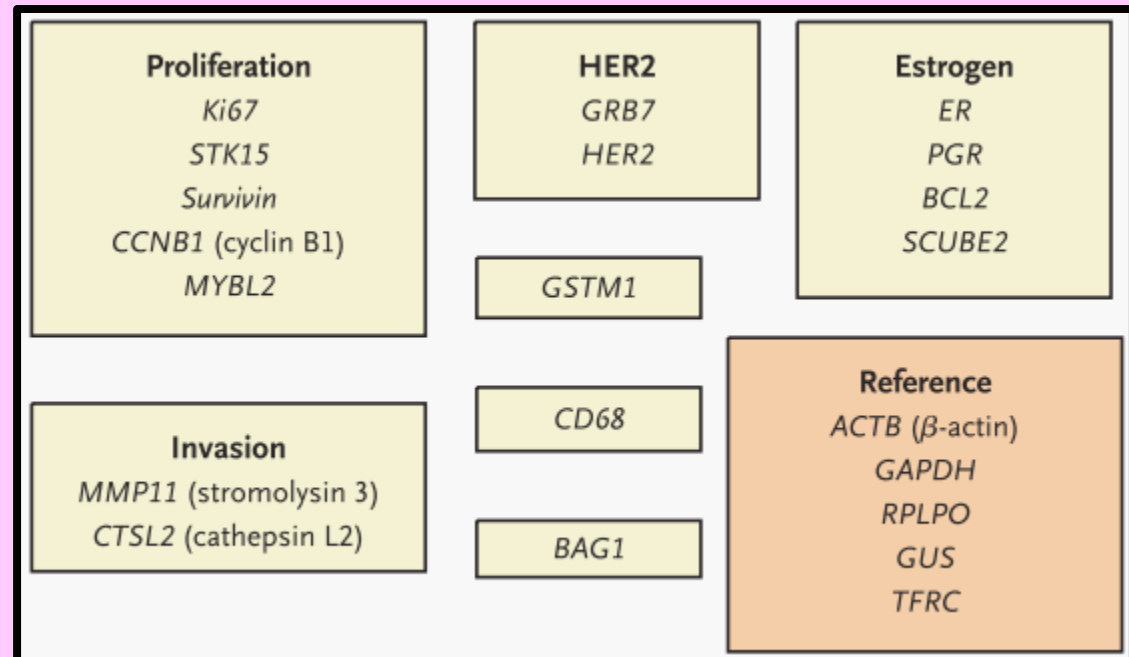 Proliferation
Ki67
STK15
Survivin
CCNB1 (cyclin B1)
MYBL2
HER2
GRB7
HER2
Estrogen
ER
PGR
BCL2
SCUBE2
GSTM1
Invasion
MMP11 (stromolysin 3)
CTSL2 (cathepsin L2)
CD68
BAG1
Reference
ACTB (β-actin)
GAPDH
RPLPO
GUS
TFRC